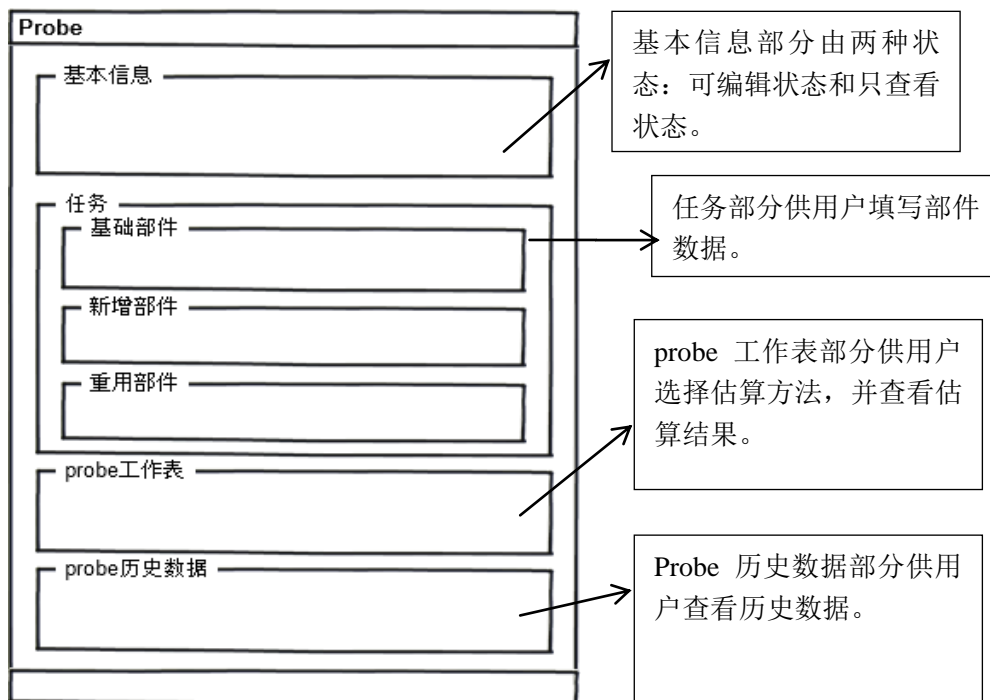 Probe
基本信息
基本信息部分由两种状
态：可编辑状态和只查看
状态。
任务
基础部件
任务部分供用户填写部件
数据。
新增部件
重用部件
probe 工作表部分供用户
选择估算方法，并查看估
算结果。
probe工作表
probe历史数据
Probe 历史数据部分供用
户查看历史数据。